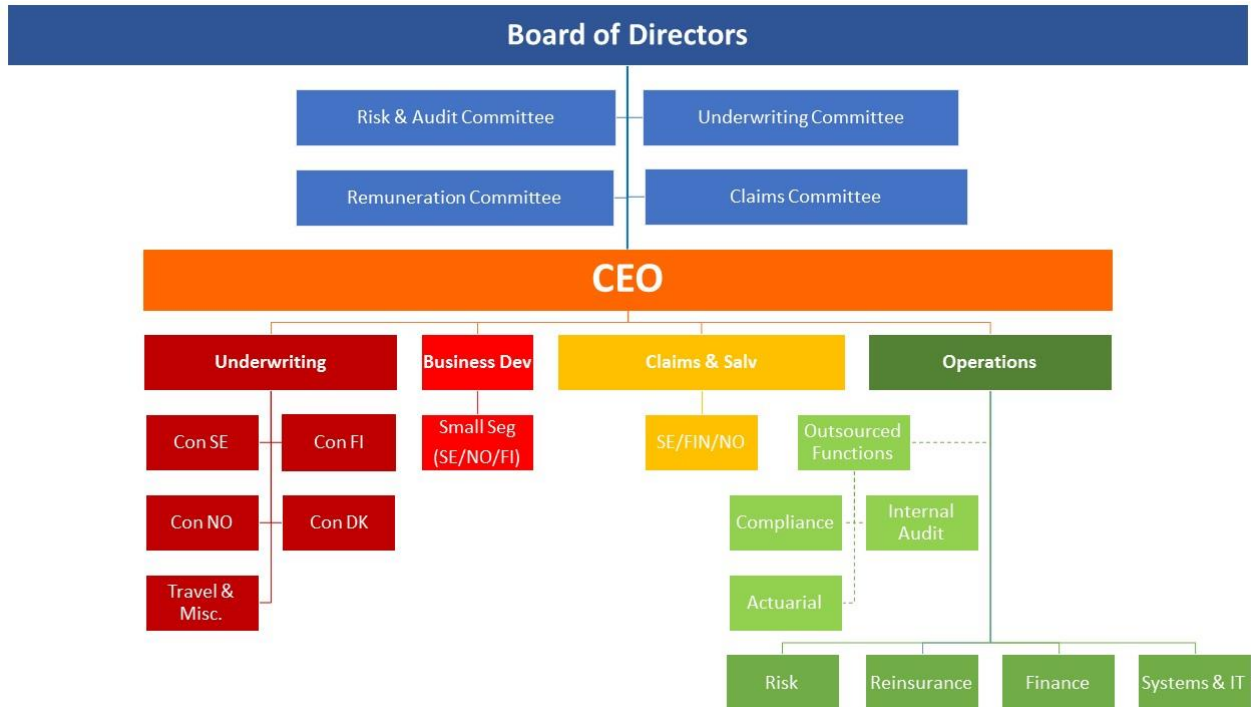 Board of Directors
Risk & Audit Committee
Underwriting Committee
Remuneration Committee
Claims Committee
CEO
Underwriting
Business Dev
Claims & Salv
Operations
Con SE
Con FI
Small Seg
(SE/NO/FI)
SE/FIN/NO
Outsourced
Functions
Con NO
Con DK
Compliance
Internal
Audit
Travel &
Misc.
Actuarial
Risk
Reinsurance
Finance
Systems & IT